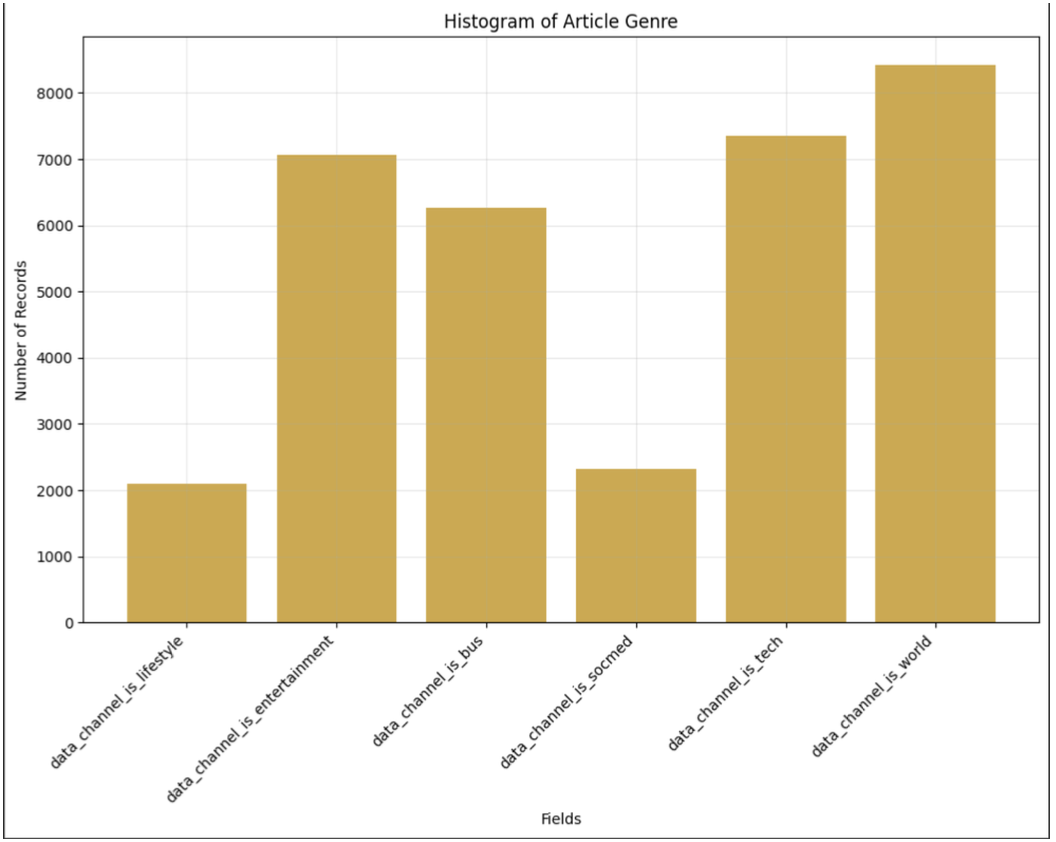 Histogram of Article Genre
Number of Records
8000
7000
6000
5000
4000
3000
2000
1000
0
data_channel_is_lifestyle
data_channel_is_entertainment
data_channel_is_bus
data_channel_is_socmed
data_channel_is_tech
data_channel_is_world
Fields